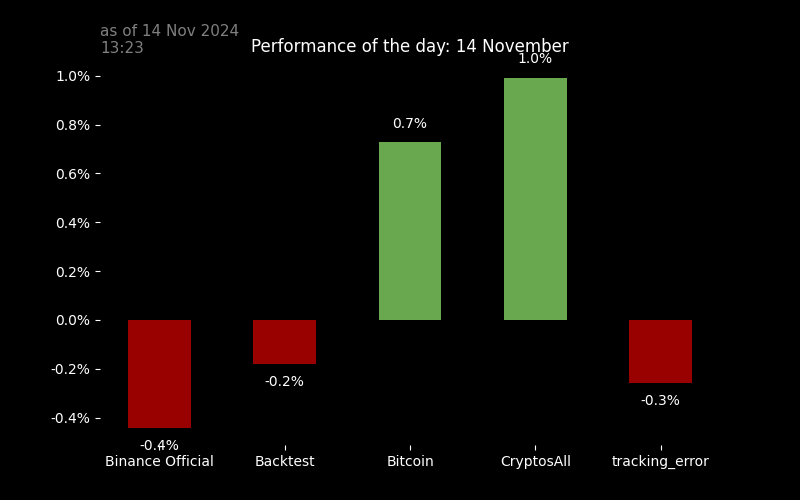 as of 14 Nov 2024
13:23
Performance of the day: 14 November
1.0%
0.8%
0.6%
0.4%
0.2%
0.0%
-0.2%
-0.4%
-0.4%
-0.2%
0.7%
1.0%
-0.3%
Binance Official
Backtest
Bitcoin
CryptosAll
tracking_error